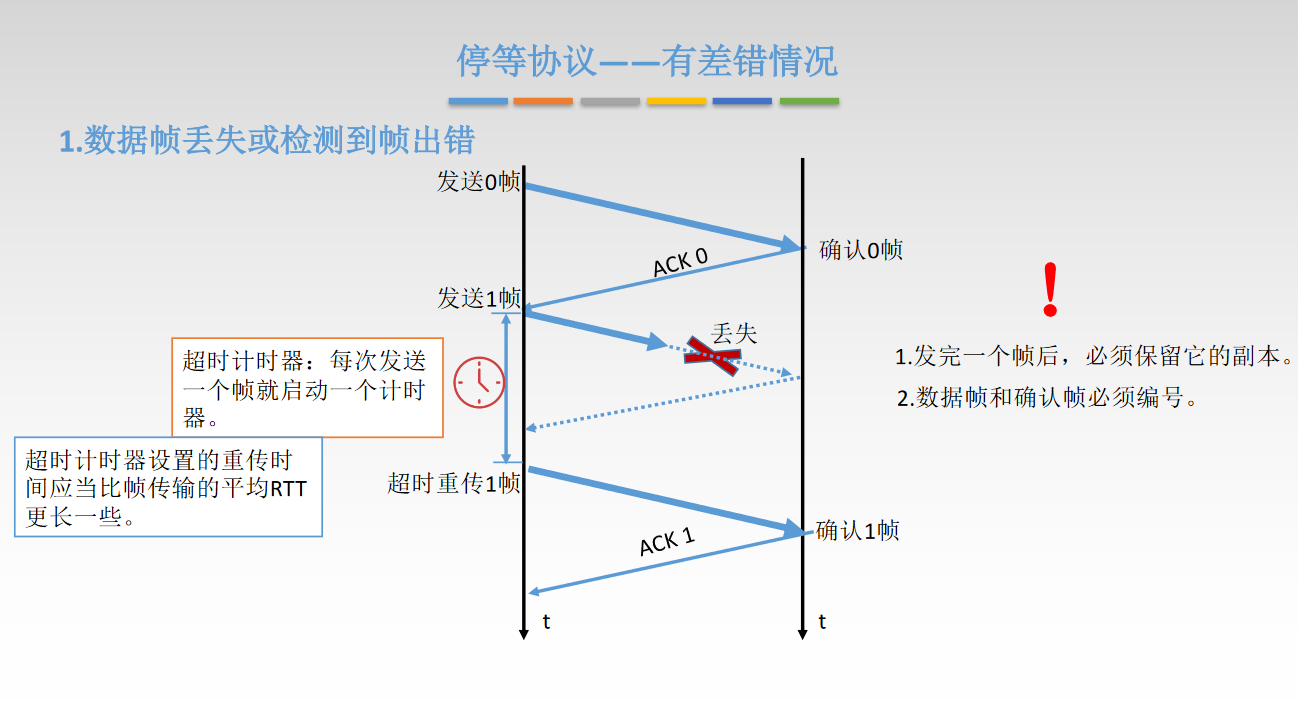 停等协议——有差错情况
1.数据帧丢失或检测到帧出错
发送0帧
确认0帧
ACK 0
发送1帧
丢失
超时计时器：每次发送
一个帧就启动一个计时
器。
超时计时器设置的重传时
间应当比帧传输的平均RTT
更长一些。
超时重传1帧
确认1帧
ACK 1
t
t
1.发完一个帧后，必须保留它的副本。
2.数据帧和确认帧必须编号。